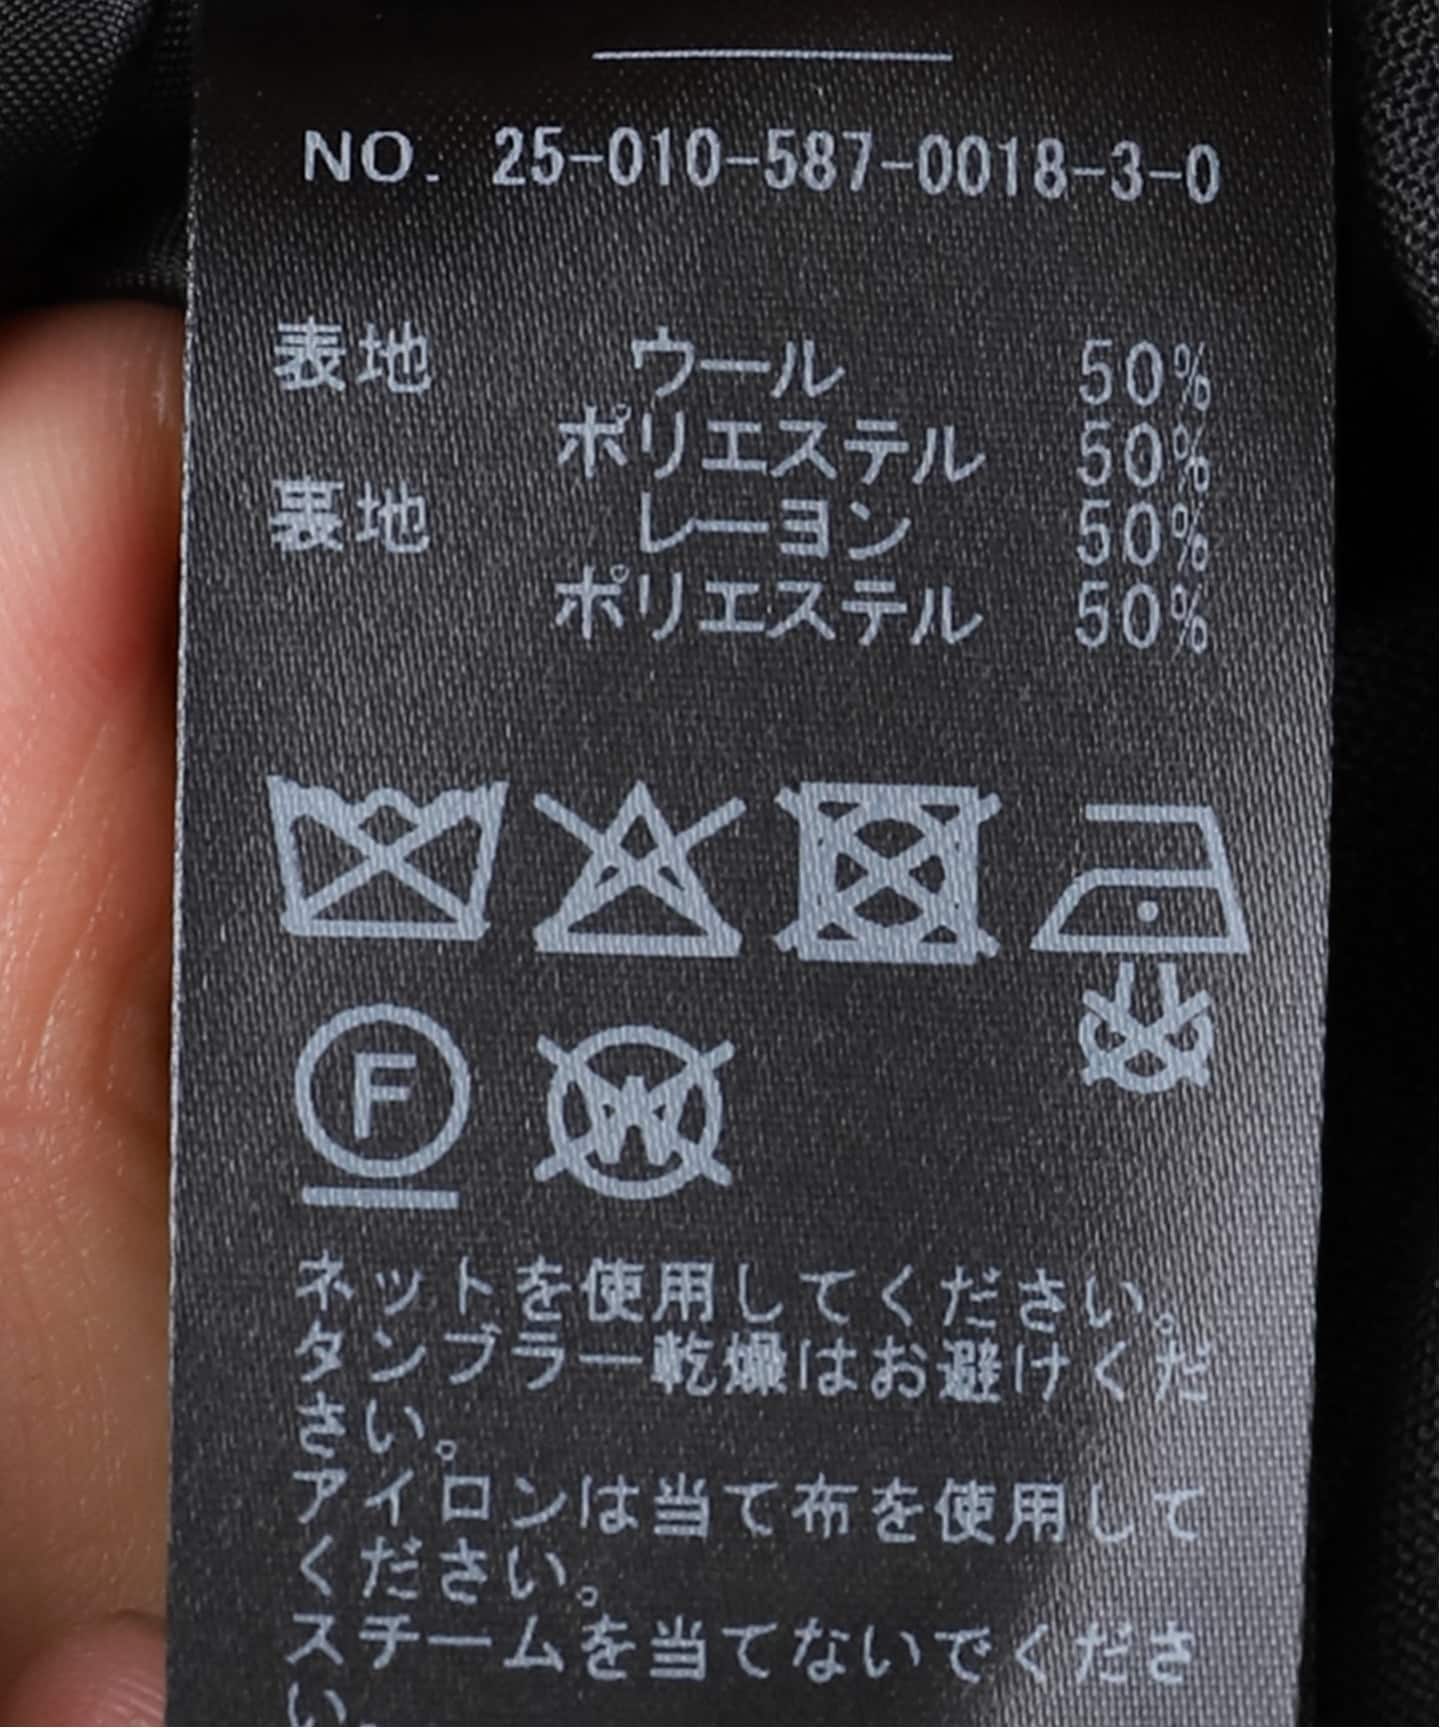 NO. 25-010-587-0018-3-0
表地 ウール 50%
ポリエステル 50%
裏地 レーヨン 50%
ポリエステル 50%
F W
ネットを使用してください。
タンブラー乾燥はお避けくだ
さい。
アイロンは当て布を使用して
ください。
スチームを当てないでくださ
い。